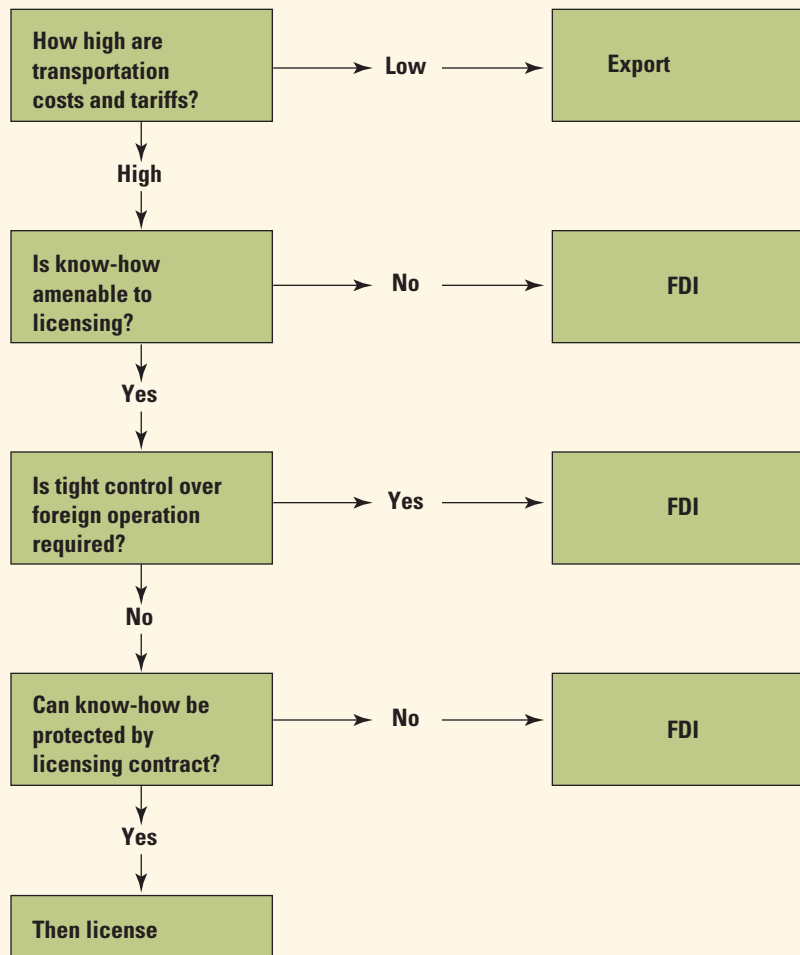 How high are
transportation
costs and tariffs?
Low
Export
High
Is know-how
amenable to
licensing?
No
FDI
Yes
Is tight control over
foreign operation
required?
Yes
FDI
No
Can know-how be
protected by
licensing contract?
No
FDI
Yes
Then license